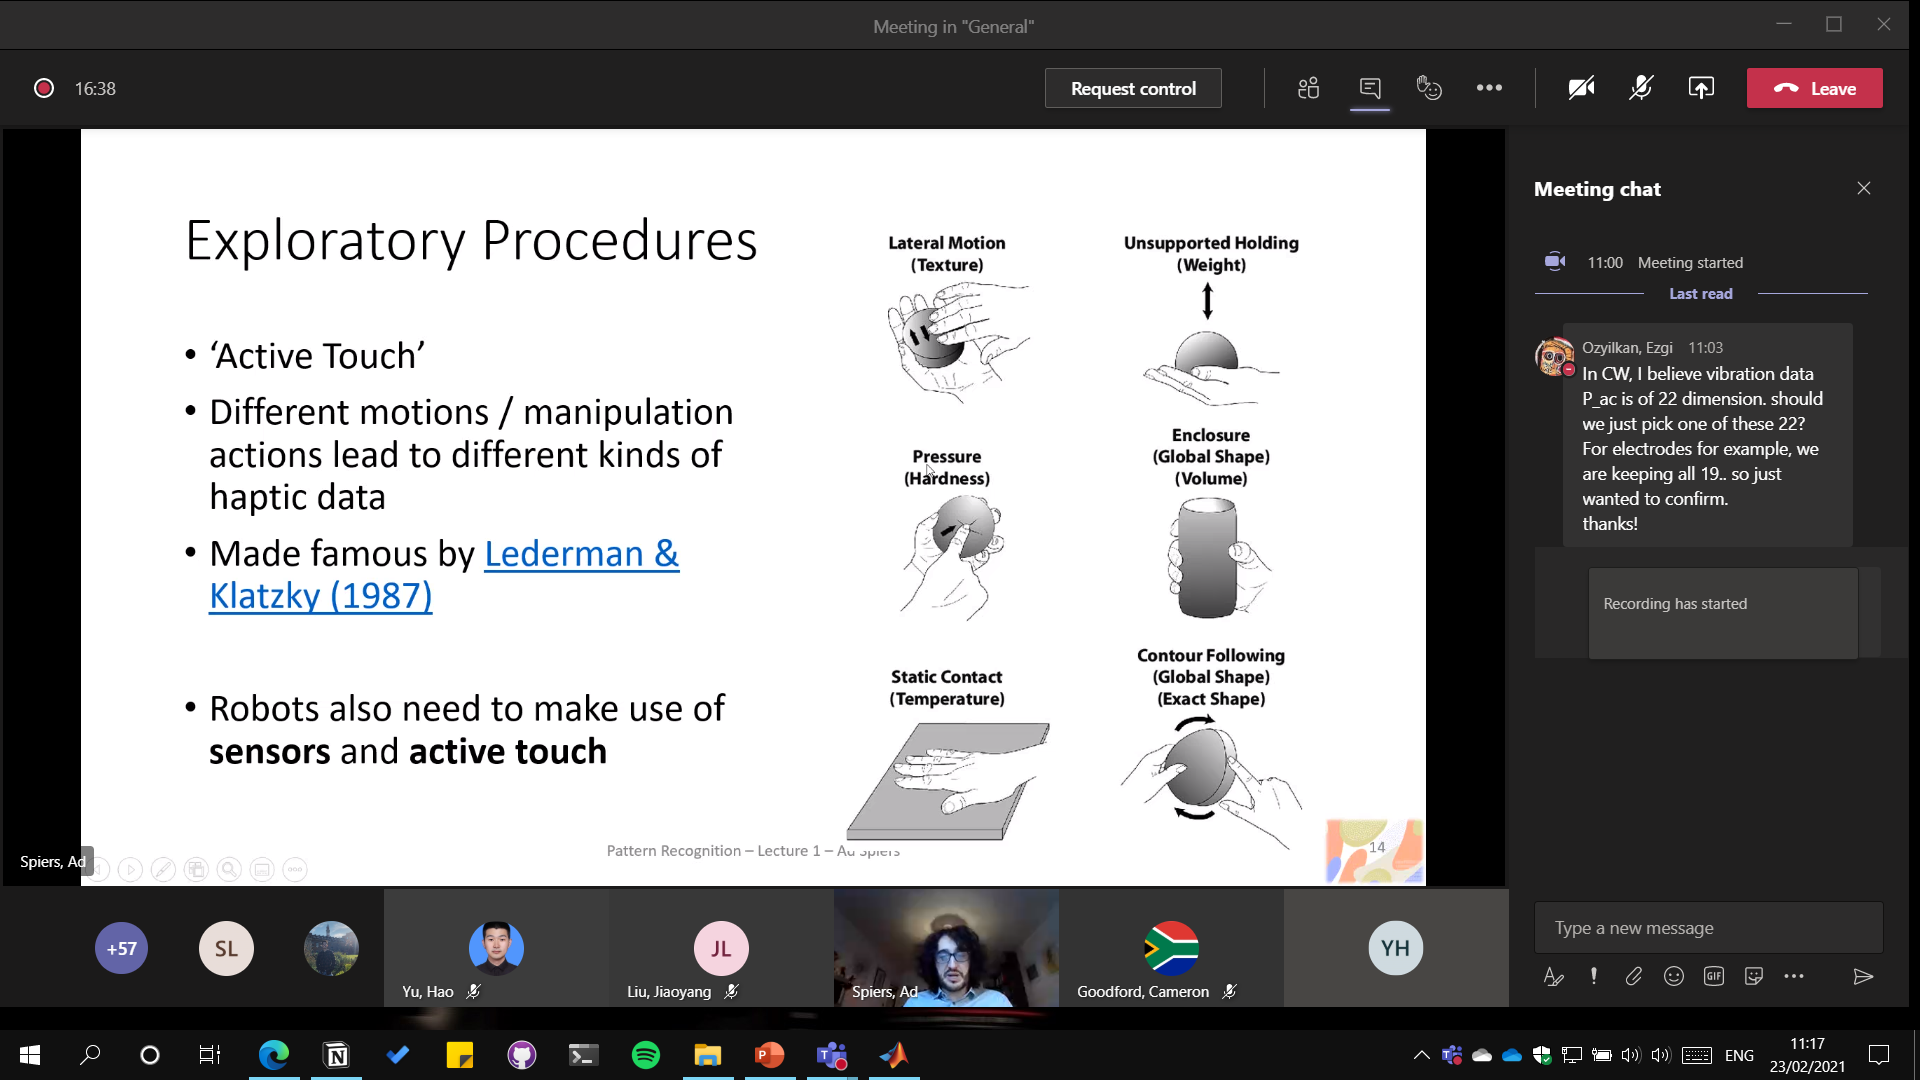 Meeting in "General"
16:38
Request control
Leave
Exploratory Procedures
• ‘Active Touch’
• Different motions / manipulation
actions lead to different kinds of
haptic data
• Made famous by Lederman &
Klatzky (1987)
• Robots also need to make use of
sensors and active touch
Lateral Motion
(Texture)
Unsupported Holding
(Weight)
Pressure
(Hardness)
Enclosure
(Global Shape)
(Volume)
Static Contact
(Temperature)
Contour Following
(Global Shape)
(Exact Shape)
Pattern Recognition – Lecture 1 – Ad Spiers
14
Spiers, Ad
Meeting chat
11:00 Meeting started
Last read
Ozyilkan, Ezgi 11:03
In CW, I believe vibration data
P_ac is of 22 dimension. should
we just pick one of these 22?
For electrodes for example, we
are keeping all 19.. so just
wanted to confirm.
thanks!
Recording has started
Type a new message
GIF
+57
SL
JL
YH
Yu, Hao
Liu, Jiaoyang
Spiers, Ad
Goodford, Cameron
ENG
11:17
23/02/2021